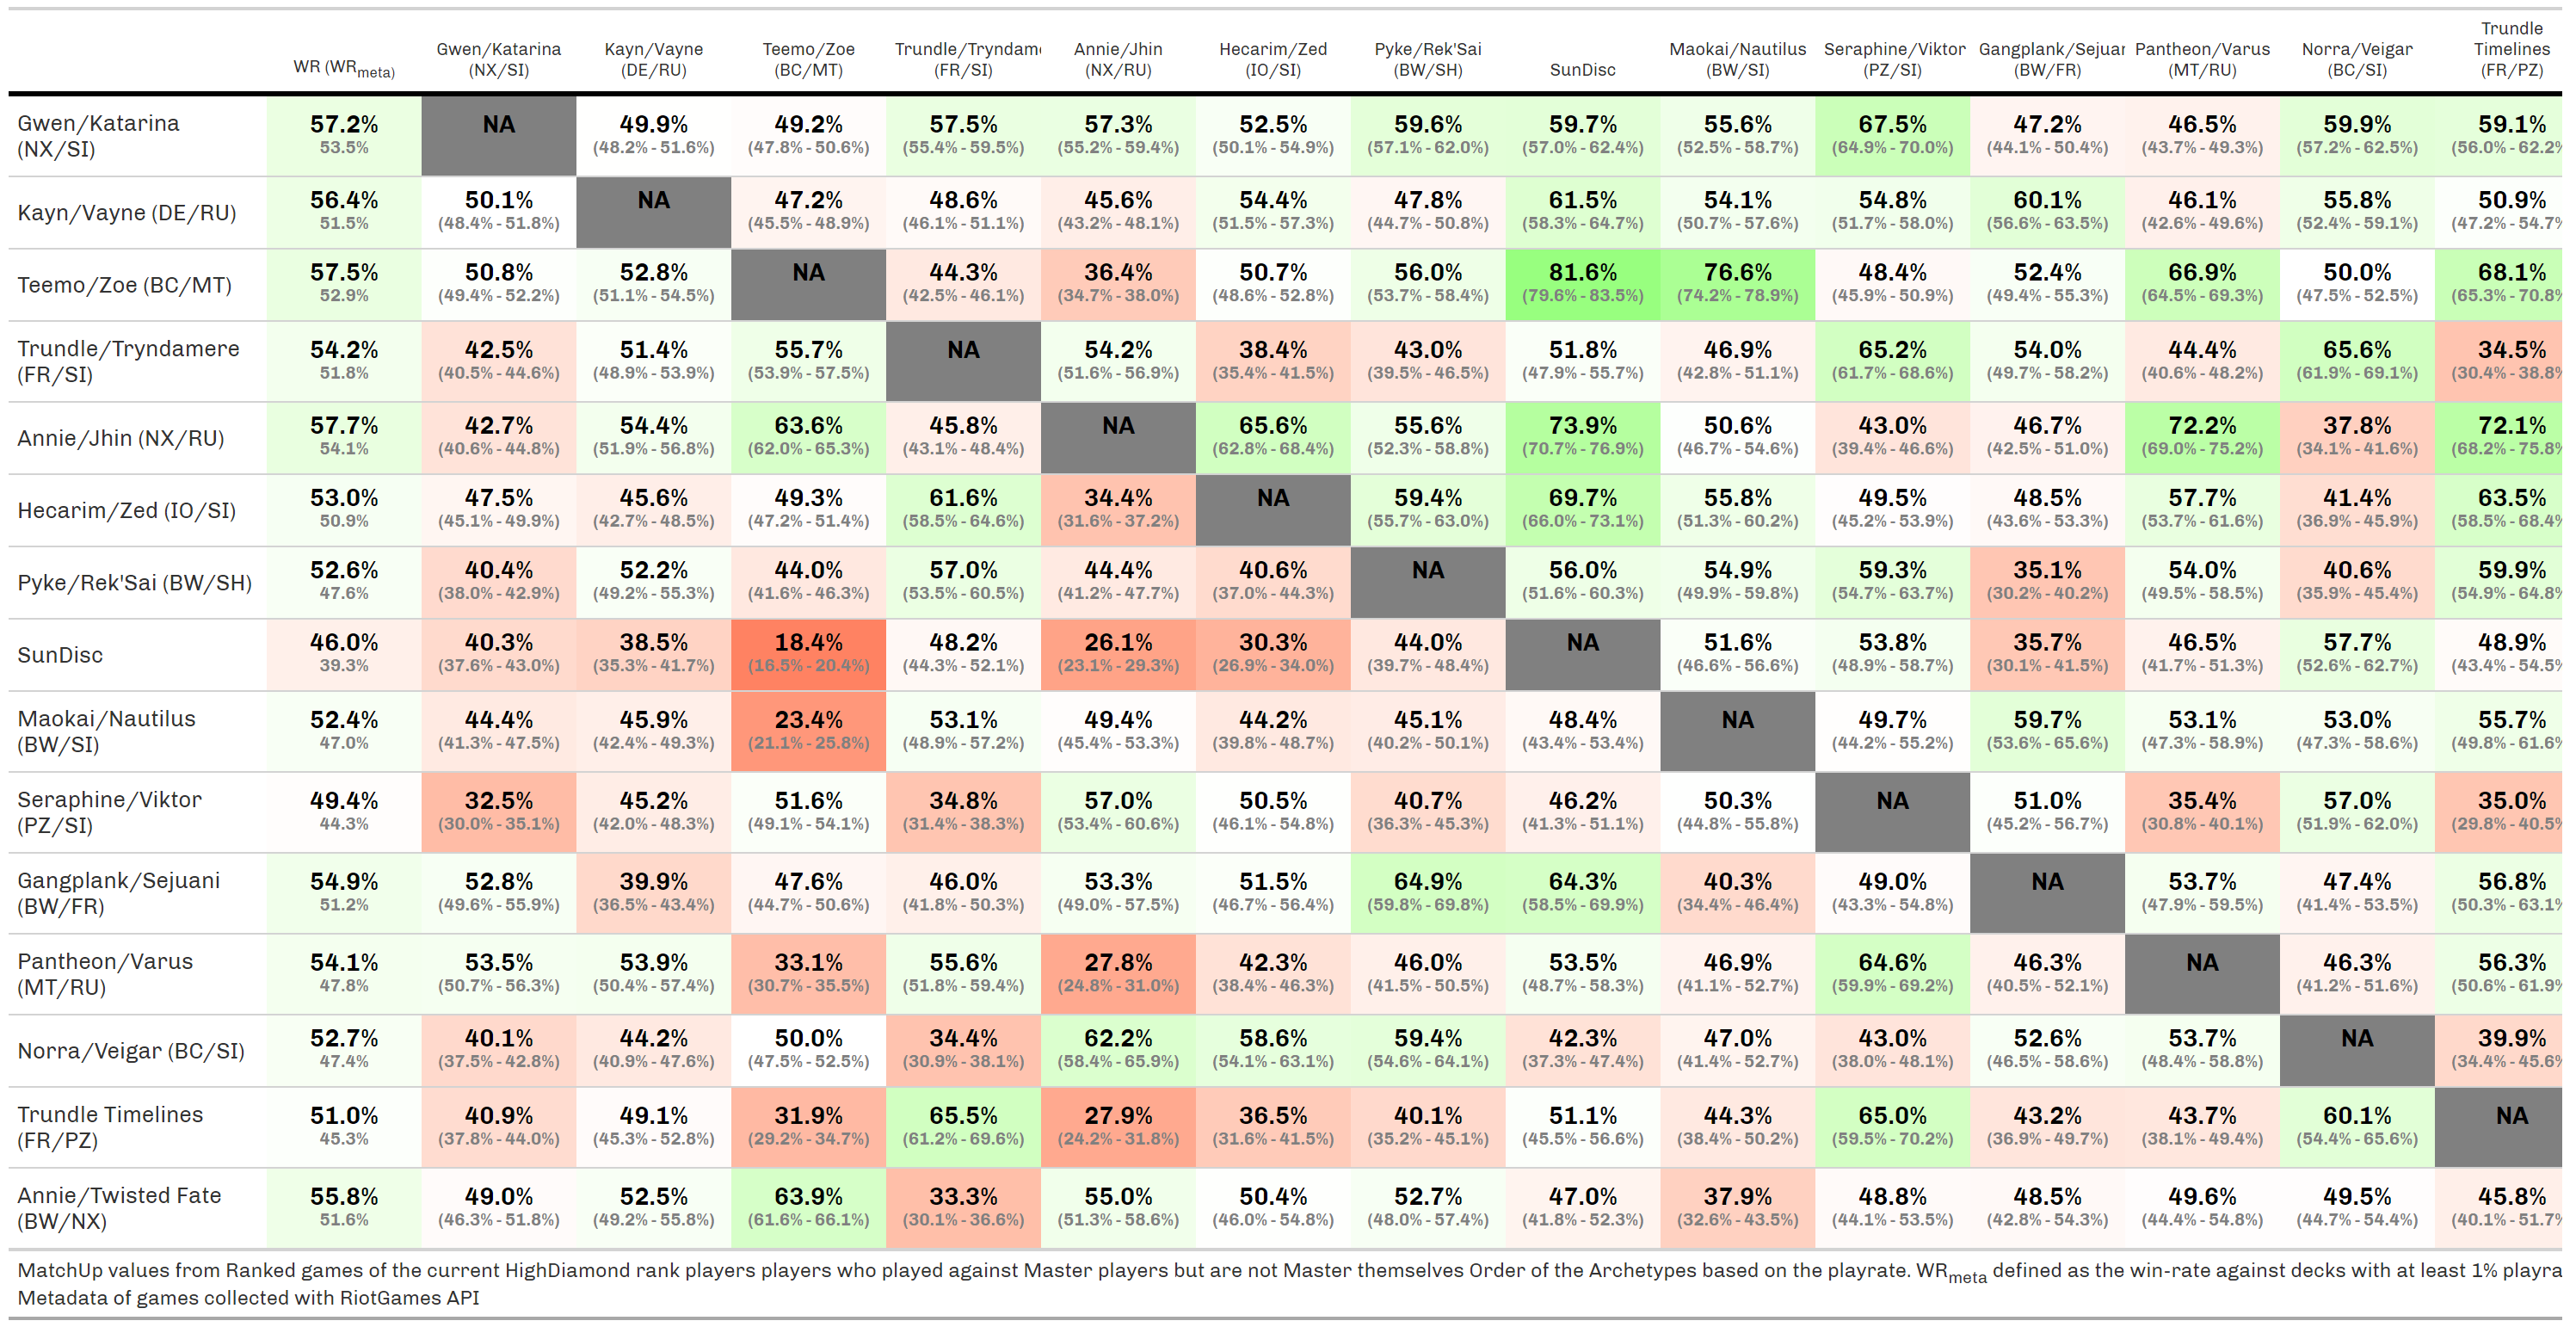 WR (WRmeta) Gwen/Katarina (NX/SI) Kayn/Vayne (DE/RU) Teemo/Zoe (BC/MT) Trundle/Tryndam (FR/SI) Annie/Jhin (NX/RU) Hecarim/Zed (IO/SI) Pyke/Rek'Sai (BW/SH) SunDisc Maokai/Nautilus (BW/SI) Seraphine/Viktor (PZ/SI) Gangplank/Sejuar (BW/FR) Pantheon/Varus (MT/RU) Norra/Veigar (BC/SI) Trundle Timelines (FR/PZ)
Gwen/Katarina (NX/SI) 57.2% NA 49.9% 49.2% 57.5% 57.3% 52.5% 59.6% 59.7% 55.6% 67.5% 47.2% 46.5% 59.9% 59.1%
53.5% (48.2% - 51.6%) (47.8% - 50.6%) (55.4% - 59.5%) (55.2% - 59.4%) (50.1% - 54.9%) (57.1% - 62.0%) (57.0% - 62.4%) (52.5% - 58.7%) (64.9% - 70.0%) (44.1% - 50.4%) (43.7% - 49.3%) (57.2% - 62.5%) (56.0% - 62.2%
Kayn/Vayne (DE/RU) 56.4% 50.1% NA 47.2% 48.6% 45.6% 54.4% 47.8% 61.5% 54.1% 54.8% 60.1% 46.1% 55.8% 50.9%
51.5% (48.4% - 51.8%) (45.5% - 48.9%) (46.1% - 51.1%) (43.2% - 48.1%) (51.5% - 57.3%) (44.7% - 50.8%) (58.3% - 64.7%) (50.7% - 57.6%) (51.7% - 58.0%) (56.6% - 63.5%) (42.6% - 49.6%) (52.4% - 59.1%) (47.2% - 54.7%
Teemo/Zoe (BC/MT) 57.5% 50.8% 52.8% NA 44.3% 36.4% 50.7% 56.0% 81.6% 76.6% 48.4% 52.4% 66.9% 50.0% 68.1%
52.9% (49.4% - 52.2%) (51.1% - 54.5%) (42.5% - 46.1%) (34.7% - 38.0%) (48.6% - 52.8%) (53.7% - 58.4%) (79.6% - 83.5%) (74.2% - 78.9%) (45.9% - 50.9%) (49.4% - 55.3%) (64.5% - 69.3%) (47.5% - 52.5%) (65.3% - 70.8%
Trundle/Tryndamere (FR/SI) 54.2% 42.5% 51.4% 55.7% NA 54.2% 38.4% 43.0% 51.8% 46.9% 65.2% 54.0% 44.4% 65.6% 34.5%
51.8% (40.5% - 44.6%) (48.9% - 53.9%) (53.9% - 57.5%) (51.6% - 56.9%) (35.4% - 41.5%) (39.5% - 46.5%) (47.9% - 55.7%) (42.8% - 51.1%) (61.7% - 68.6%) (49.7% - 58.2%) (40.6% - 48.2%) (61.9% - 69.1%) (30.4% - 38.8%
Annie/Jhin (NX/RU) 57.7% 42.7% 54.4% 63.6% 45.8% NA 65.6% 55.6% 73.9% 50.6% 43.0% 46.7% 72.2% 37.8% 72.1%
54.1% (40.6% - 44.8%) (51.9% - 56.8%) (62.0% - 65.3%) (43.1% - 48.4%) (62.8% - 68.4%) (52.3% - 58.8%) (70.7% - 76.9%) (46.7% - 54.6%) (39.4% - 46.6%) (42.5% - 51.0%) (69.0% - 75.2%) (34.1% - 41.6%) (68.2% - 75.8%
Hecarim/Zed (IO/SI) 53.0% 47.5% 45.6% 49.3% 61.6% 34.4% NA 59.4% 69.7% 55.8% 49.5% 48.5% 57.7% 41.4% 63.5%
50.9% (45.1% - 49.9%) (42.7% - 48.5%) (47.2% - 51.4%) (58.5% - 64.6%) (31.6% - 37.2%) (55.7% - 63.0%) (66.0% - 73.1%) (51.3% - 60.2%) (45.2% - 53.9%) (43.6% - 53.3%) (53.7% - 61.6%) (36.9% - 45.9%) (58.5% - 68.4%
Pyke/Rek'Sai (BW/SH) 52.6% 40.4% 52.2% 44.0% 57.0% 44.4% 40.6% NA 56.0% 54.9% 59.3% 35.1% 54.0% 40.6% 59.9%
47.6% (38.0% - 42.9%) (49.2% - 55.3%) (41.6% - 46.3%) (53.5% - 60.5%) (41.2% - 47.7%) (37.0% - 44.3%) (51.6% - 60.3%) (49.9% - 59.8%) (54.7% - 63.7%) (30.2% - 40.2%) (49.5% - 58.5%) (35.9% - 45.4%) (54.9% - 64.8%
SunDisc 46.0% 40.3% 38.5% 18.4% 48.2% 26.1% 30.3% 44.0% NA 51.6% 53.8% 35.7% 46.5% 57.7% 48.9%
39.3% (37.6% - 43.0%) (35.3% - 41.7%) (16.5% - 20.4%) (44.3% - 52.1%) (23.1% - 29.3%) (26.9% - 34.0%) (39.7% - 48.4%) (46.6% - 56.6%) (48.9% - 58.7%) (30.1% - 41.5%) (41.7% - 51.3%) (52.6% - 62.7%) (43.4% - 54.5%
Maokai/Nautilus (BW/SI) 52.4% 44.4% 45.9% 23.4% 53.1% 49.4% 44.2% 45.1% 48.4% NA 49.7% 59.7% 53.1% 53.0% 55.7%
47.0% (41.3% - 47.5%) (42.4% - 49.3%) (21.1% - 25.8%) (48.9% - 57.2%) (45.4% - 53.3%) (39.8% - 48.7%) (40.2% - 50.1%) (43.4% - 53.4%) (44.2% - 55.2%) (53.6% - 65.6%) (47.3% - 58.9%) (47.3% - 58.6%) (49.8% - 61.6%
Seraphine/Viktor (PZ/SI) 49.4% 32.5% 45.2% 51.6% 34.8% 57.0% 50.5% 40.7% 46.2% 50.3% NA 51.0% 35.4% 57.0% 35.0%
44.3% (30.0% - 35.1%) (42.0% - 48.3%) (49.1% - 54.1%) (31.4% - 38.3%) (53.4% - 60.6%) (46.1% - 54.8%) (36.3% - 45.3%) (41.3% - 51.1%) (44.8% - 55.8%) (45.2% - 56.7%) (30.8% - 40.1%) (51.9% - 62.0%) (29.8% - 40.5%
Gangplank/Sejuani (BW/FR) 54.9% 52.8% 39.9% 47.6% 46.0% 53.3% 51.5% 64.9% 64.3% 40.3% 49.0% NA 53.7% 47.4% 56.8%
51.2% (49.6% - 55.9%) (36.5% - 43.4%) (44.7% - 50.6%) (41.8% - 50.3%) (49.0% - 57.5%) (46.7% - 56.4%) (59.8% - 69.8%) (58.5% - 69.9%) (34.4% - 46.4%) (43.3% - 54.8%) (47.9% - 59.5%) (41.4% - 53.5%) (50.3% - 63.1%
Pantheon/Varus (MT/RU) 54.1% 53.5% 53.9% 33.1% 55.6% 27.8% 42.3% 46.0% 53.5% 46.9% 64.6% 46.3% NA 46.3% 56.3%
47.8% (50.7% - 56.3%) (50.4% - 57.4%) (30.7% - 35.5%) (51.8% - 59.4%) (24.8% - 31.0%) (38.4% - 46.3%) (41.5% - 50.5%) (48.7% - 58.3%) (41.1% - 52.7%) (59.9% - 69.2%) (40.5% - 52.1%) (41.2% - 51.6%) (50.6% - 61.9%
Norra/Veigar (BC/SI) 52.7% 40.1% 44.2% 50.0% 34.4% 62.2% 58.6% 59.4% 42.3% 47.0% 43.0% 52.6% 53.7% NA 39.9%
47.4% (37.5% - 42.8%) (40.9% - 47.6%) (47.5% - 52.5%) (30.9% - 38.1%) (58.4% - 65.9%) (54.1% - 63.1%) (54.6% - 64.1%) (37.3% - 47.4%) (41.4% - 52.7%) (38.0% - 48.1%) (46.5% - 58.6%) (48.4% - 58.8%) (34.4% - 45.6%
Trundle Timelines (FR/PZ) 51.0% 40.9% 49.1% 31.9% 65.5% 27.9% 36.5% 40.1% 51.1% 44.3% 65.0% 43.2% 43.7% 60.1% NA
45.3% (37.8% - 44.0%) (45.3% - 52.8%) (29.2% - 34.7%) (61.2% - 69.6%) (24.2% - 31.8%) (31.6% - 41.5%) (35.2% - 45.1%) (45.5% - 56.6%) (38.4% - 50.2%) (59.5% - 70.2%) (36.9% - 49.7%) (38.1% - 49.4%) (54.4% - 65.6%)
Annie/Twisted Fate (BW/NX) 55.8% 49.0% 52.5% 63.9% 33.3% 55.0% 50.4% 52.7% 47.0% 37.9% 48.8% 48.5% 49.6% 49.5% 45.8%
51.6% (46.3% - 51.8%) (49.2% - 55.8%) (61.6% - 66.1%) (30.1% - 36.6%) (51.3% - 58.6%) (46.0% - 54.8%) (48.0% - 57.4%) (41.8% - 52.3%) (32.6% - 43.5%) (44.1% - 53.5%) (42.8% - 54.3%) (44.4% - 54.8%) (44.7% - 54.4%) (40.1% - 51.7%
MatchUp values from Ranked games of the current HighDiamond rank players players who played against Master players but are not Master themselves Order of the Archetypes based on the playrate. WRmeta defined as the win-rate against decks with at least 1% playra
Metadata of games collected with RiotGames API